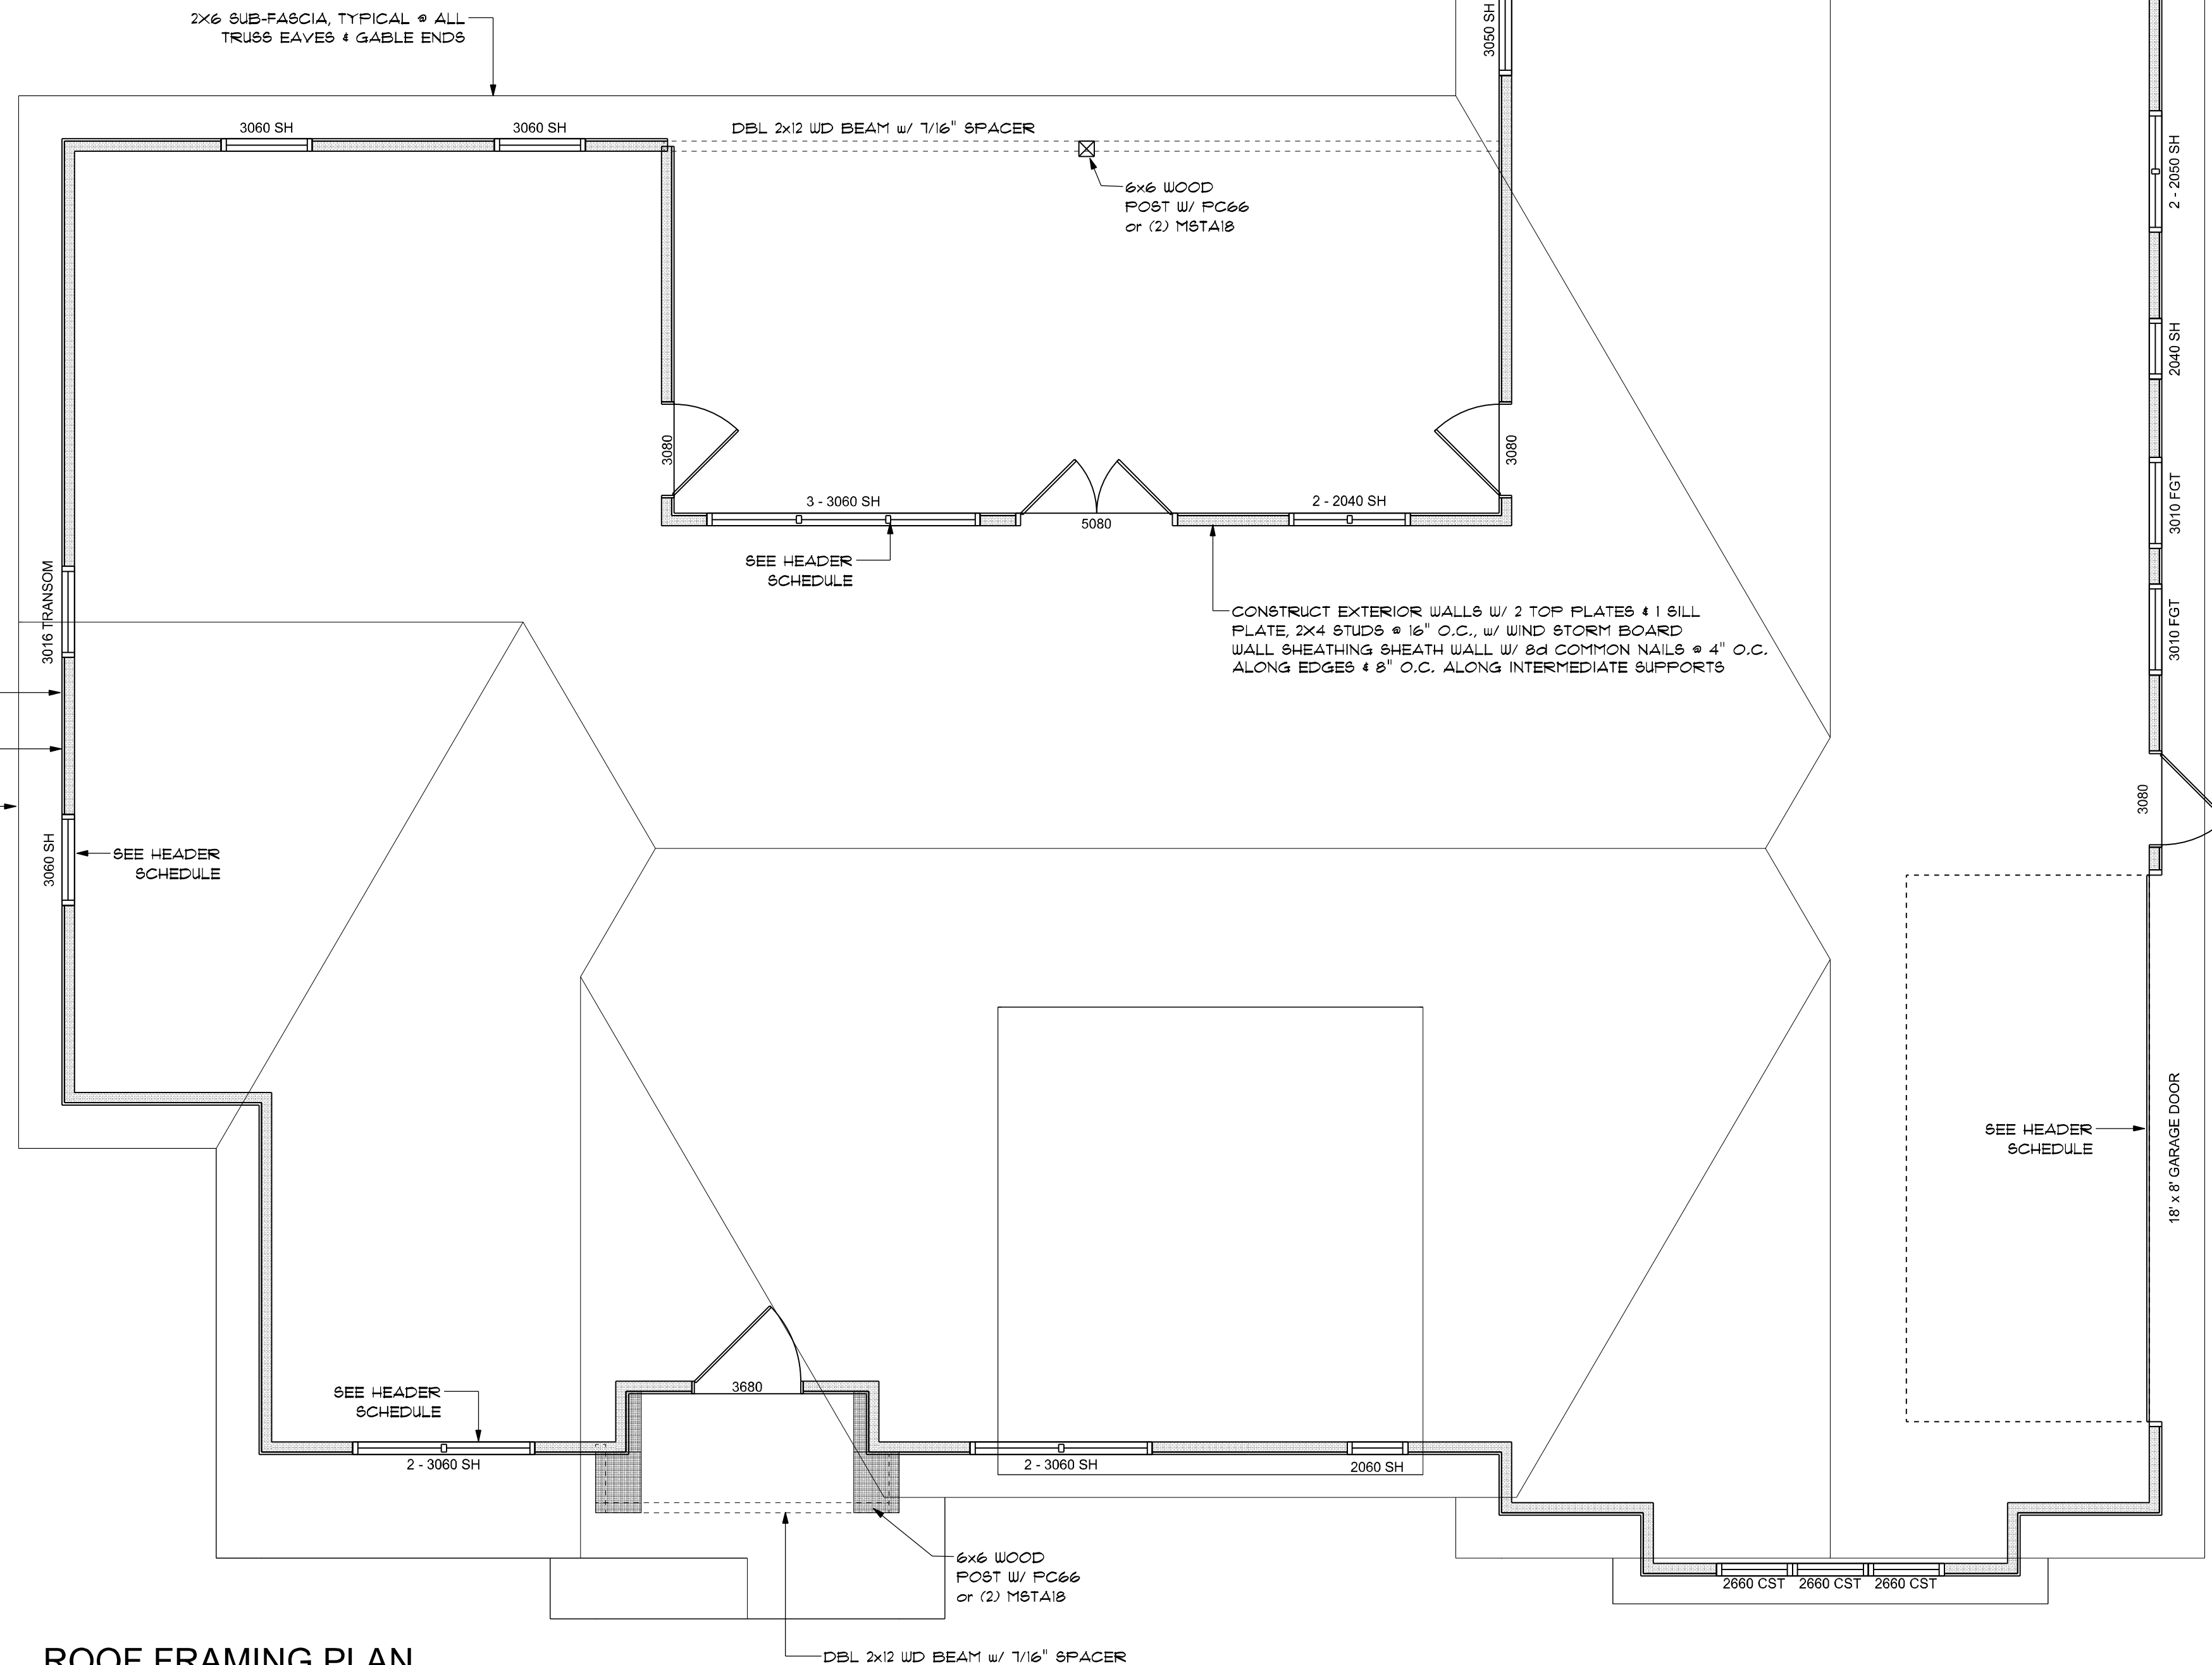 2X6 SUB-FASCIA, TYPICAL @ ALL
TRUSS EAVES & GABLE ENDS
3050 SH
3060 SH
3060 SH
DBL 2x12 WD BEAM w/ 7/16" SPACER
2 - 2050 SH
6x6 WOOD
POST W/ PC66
or (2) MSTA18
2040 SH
3080
3080
3 - 3060 SH
2 - 2040 SH
5080
3010 FGT
SEE HEADER
SCHEDULE
3016 TRANSOM
CONSTRUCT EXTERIOR WALLS W/ 2 TOP PLATES & 1 SILL
PLATE, 2X4 STUDS @ 16" O.C., w/ WIND STORM BOARD
WALL SHEATHING SHEATH WALL W/ 8d COMMON NAILS @ 4" O.C.
ALONG EDGES & 8" O.C. ALONG INTERMEDIATE SUPPORTS
3010 FGT
3080
3060 SH
SEE HEADER
SCHEDULE
SEE HEADER
SCHEDULE
18' x 8' GARAGE DOOR
3680
SEE HEADER
SCHEDULE
2 - 3060 SH
2 - 3060 SH
2060 SH
6x6 WOOD
POST W/ PC66
or (2) MSTA18
2660 CST
2660 CST
2660 CST
DBL 2x12 WD BEAM w/ 7/16" SPACER
ROOF FRAMING PLAN